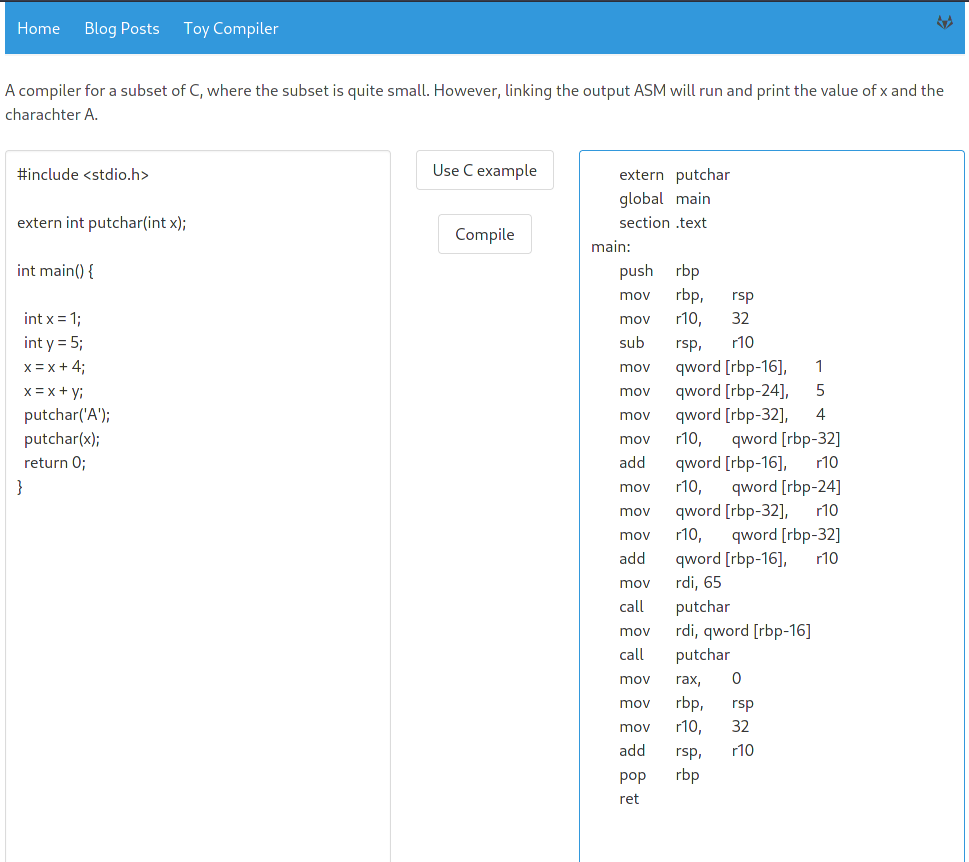 Home Blog Posts Toy Compiler
A compiler for a subset of C, where the subset is quite small. However, linking the output ASM will run and print the value of x and the
charachter A.
#include <stdio.h>
extern int putchar(int x);
int main() {
int x = 1;
int y = 5;
x = x + 4;
x = x + y;
putchar('A');
putchar(x);
return 0;
}
Use C example
Compile
extern putchar
global main
section .text
main:
push rbp
mov rbp, rsp
mov r10, 32
sub rsp, r10
mov qword [rbp-16], 1
mov qword [rbp-24], 5
mov qword [rbp-32], 4
mov r10, qword [rbp-32]
add qword [rbp-16], r10
mov r10, qword [rbp-24]
mov qword [rbp-32], r10
mov r10, qword [rbp-32]
add qword [rbp-16], r10
mov rdi, 65
call putchar
mov rdi, qword [rbp-16]
call putchar
mov rax, 0
mov rbp, rsp
mov r10, 32
add rsp, r10
pop rbp
ret